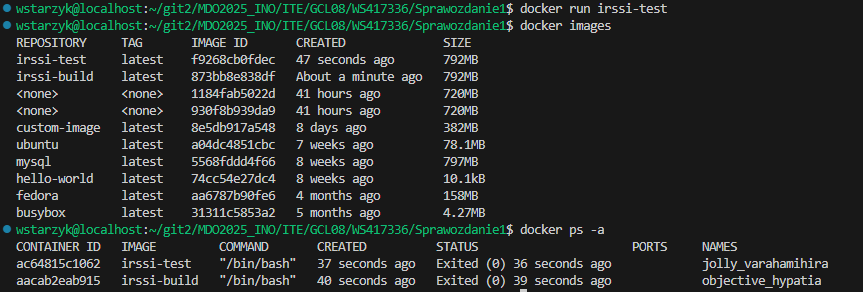 wstarzyk@localhost:~/git2/MDO2025_INO/ITE/GCL08/WS417336/Sprawozdanie1$ docker run irssi-test
wstarzyk@localhost:~/git2/MDO2025_INO/ITE/GCL08/WS417336/Sprawozdanie1$ docker images
REPOSITORY TAG IMAGE ID CREATED SIZE
irssi-test latest f9268cb0fdec 47 seconds ago 792MB
irssi-build latest 873bb8e838df About a minute ago 792MB
<none> <none> 1184fab5022d 41 hours ago 720MB
<none> <none> 930f8b939da9 41 hours ago 720MB
custom-image latest 8e5db917a548 8 days ago 382MB
ubuntu latest a04dc4851cbc 7 weeks ago 78.1MB
mysql latest 5568fddd4f66 8 weeks ago 797MB
hello-world latest 74cc54e27dc4 8 weeks ago 10.1kB
fedora latest aa6787b90fe6 4 months ago 158MB
busybox latest 31311c5853a2 5 months ago 4.27MB
wstarzyk@localhost:~/git2/MDO2025_INO/ITE/GCL08/WS417336/Sprawozdanie1$ docker ps -a
CONTAINER ID IMAGE COMMAND CREATED STATUS PORTS NAMES
ac64815c1062 irssi-test "/bin/bash" 37 seconds ago Exited (0) 36 seconds ago jolly_varahamihira
aacab2eab915 irssi-build "/bin/bash" 40 seconds ago Exited (0) 39 seconds ago objective_hypatia